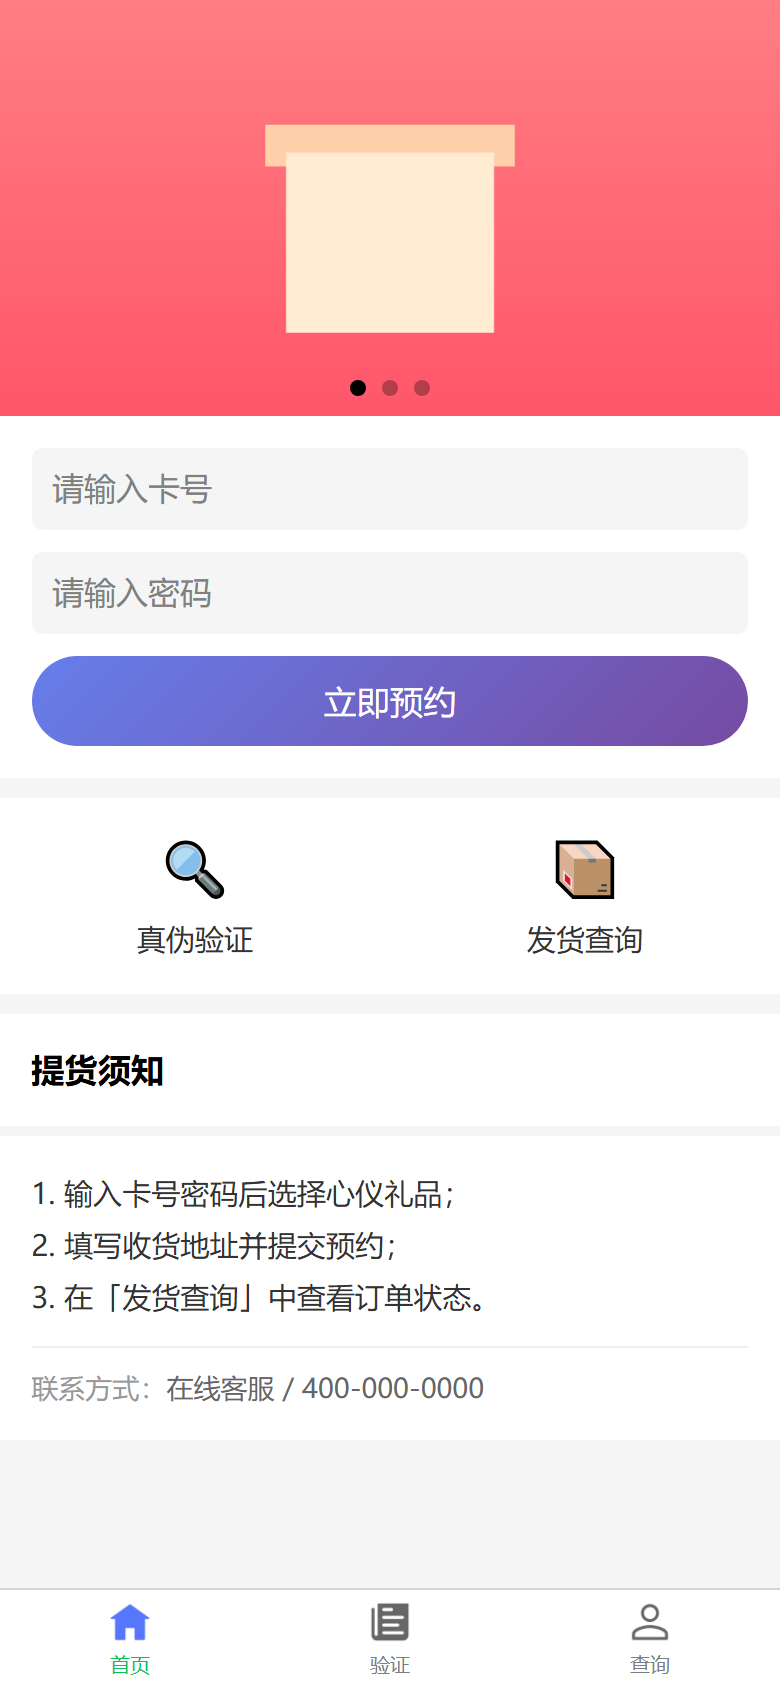 请输入卡号
请输入密码
立即预约
真伪验证 发货查询
提货须知
1. 输入卡号密码后选择心仪礼品；
2. 填写收货地址并提交预约；
3. 在「发货查询」中查看订单状态。
联系方式：在线客服 / 400-000-0000
首页 验证 查询